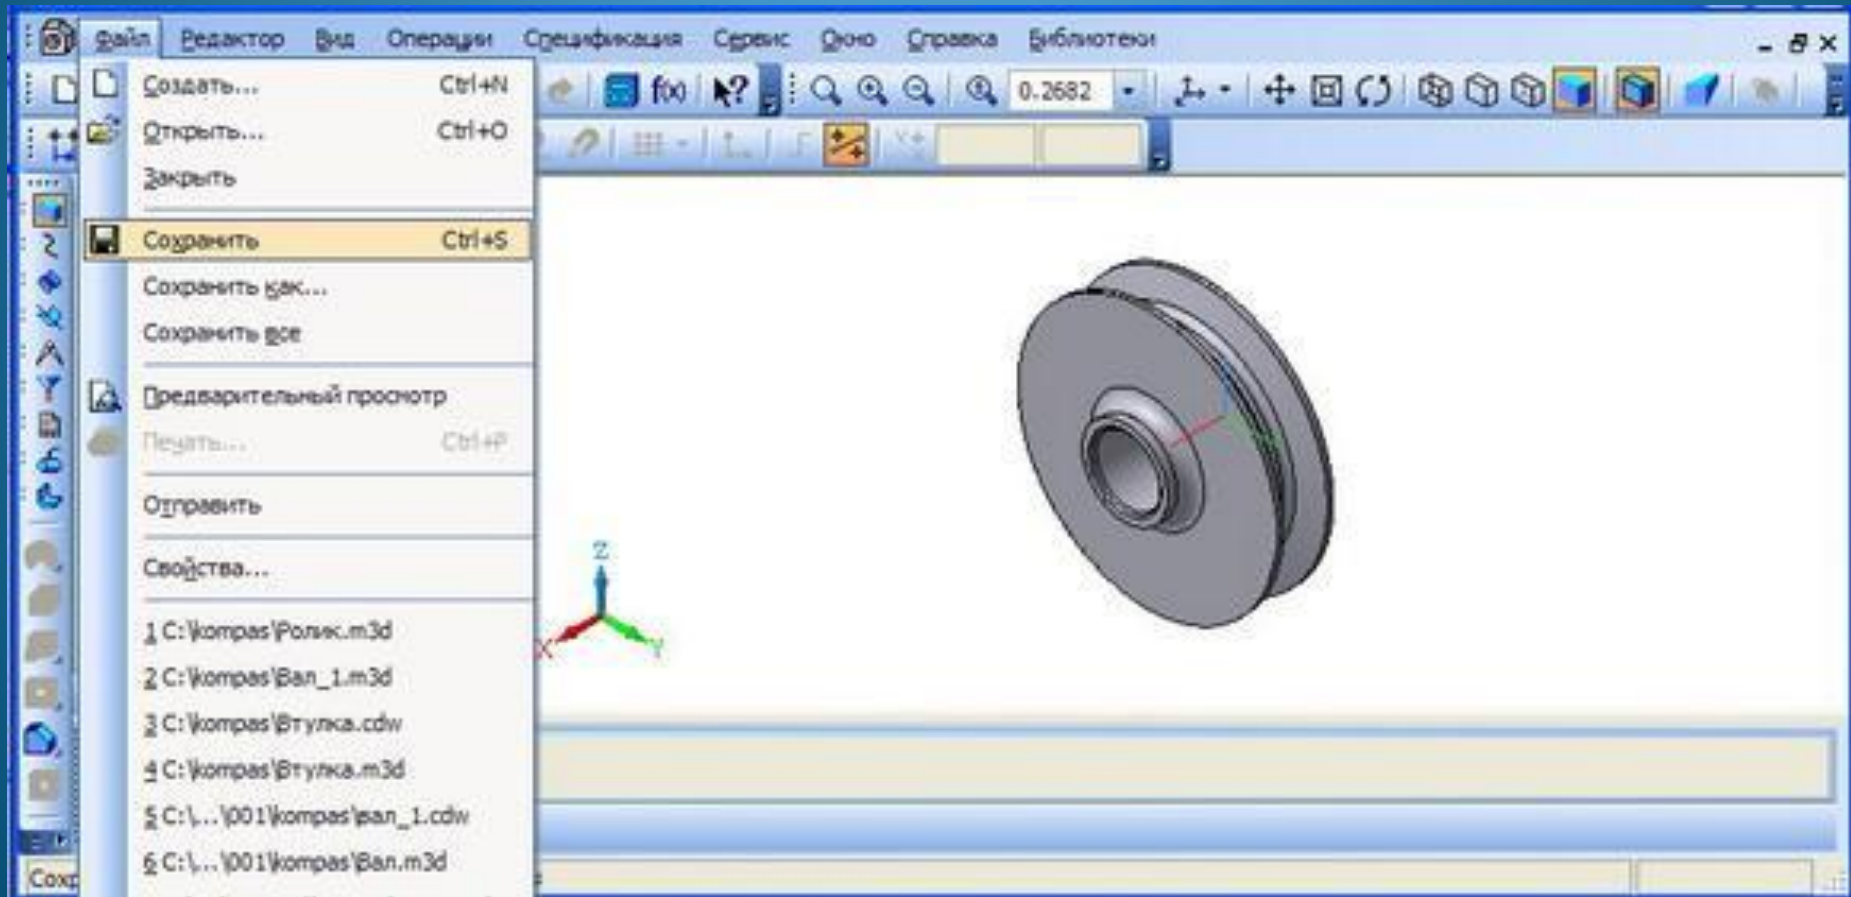 Файл Редактор Вид Операции Спецификация Сервис Окно Справка Библиотеки
f(x) 0.2682
Создать... Ctrl+N
Открыть... Ctrl+O
Закрыть
Сохранить Ctrl+S
Сохранить как...
Сохранить все
Предварительный просмотр
Печать... Ctrl+P
Отправить
Свойства...
Z
X Y
1 C:\kompas\Ролик.m3d
2 C:\kompas\Вал_1.m3d
3 C:\kompas\Втулка.cdw
4 C:\kompas\Втулка.m3d
5 C:\...\001\kompas\вал_1.cdw
6 C:\...\001\kompas\Вал.m3d
Сохр